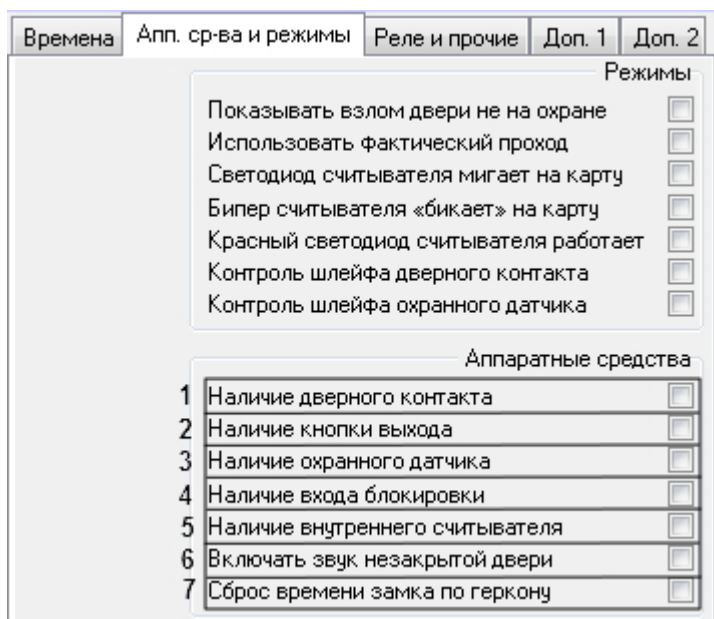 Времена Апп. ср-ва и режимы Реле и прочие Доп. 1 Доп. 2
Режимы
Показывать взлом двери не на охране
Использовать фактический проход
Светодиод считывателя мигает на карту
Бипер считывателя «бикает» на карту
Красный светодиод считывателя работает
Контроль шлейфа дверного контакта
Контроль шлейфа охранного датчика
Аппаратные средства
1 Наличие дверного контакта
2 Наличие кнопки выхода
3 Наличие охранного датчика
4 Наличие входа блокировки
5 Наличие внутреннего считывателя
6 Включать звук незакрытой двери
7 Сброс времени замка по геркону